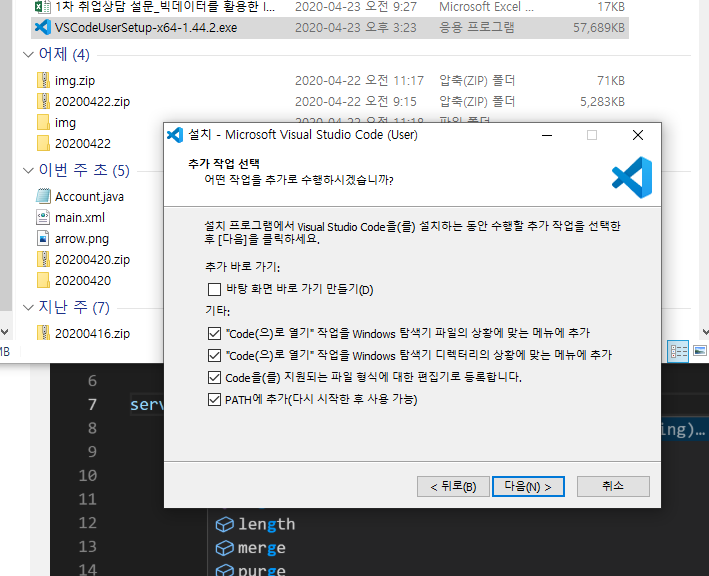 1차 취업상담 설문_빅데이터를 활용한 I... 2020-04-23 오전 9:27 Microsoft Excel ... 17KB
VSCodeUserSetup-x64-1.44.2.exe 2020-04-23 오후 3:23 응용 프로그램 57,689KB
어제 (4)
img.zip 2020-04-22 오전 11:17 압축(ZIP) 폴더 71KB
20200422.zip 2020-04-22 오전 9:15 압축(ZIP) 폴더 5,283KB
img 2020-04-22 오전 11:18 파일 폴더
20200422
이번 주 초 (5)
Account.java
main.xml
arrow.png
20200420.zip
20200420
지난 주 (7)
20200416.zip
MB
설치 - Microsoft Visual Studio Code (User)
추가 작업 선택
어떤 작업을 추가로 수행하시겠습니까?
설치 프로그램에서 Visual Studio Code을(를) 설치하는 동안 수행할 추가 작업을 선택한
후 [다음]을 클릭하세요.
추가 바로 가기:
바탕 화면 바로 가기 만들기(D)
기타:
"Code(으)로 열기" 작업을 Windows 탐색기 파일의 상황에 맞는 메뉴에 추가
"Code(으)로 열기" 작업을 Windows 탐색기 디렉터리의 상황에 맞는 메뉴에 추가
Code을(를) 지원되는 파일 형식에 대한 편집기로 등록합니다.
PATH에 추가(다시 시작한 후 사용 가능)
< 뒤로(B) 다음(N) > 취소
6
7 serv
8 ing)...
9
10
11
12 length
13 merge
14 purge